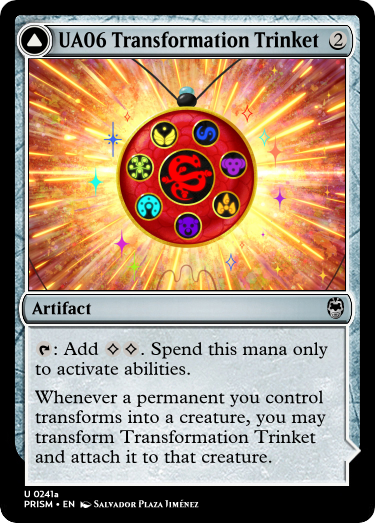 UA06 Transformation Trinket 2
Artifact
: Add . Spend this mana only
to activate abilities.
Whenever a permanent you control
transforms into a creature, you may
transform Transformation Trinket
and attach it to that creature.
U 0241a
PRISM • EN Salvador Plaza Jiménez